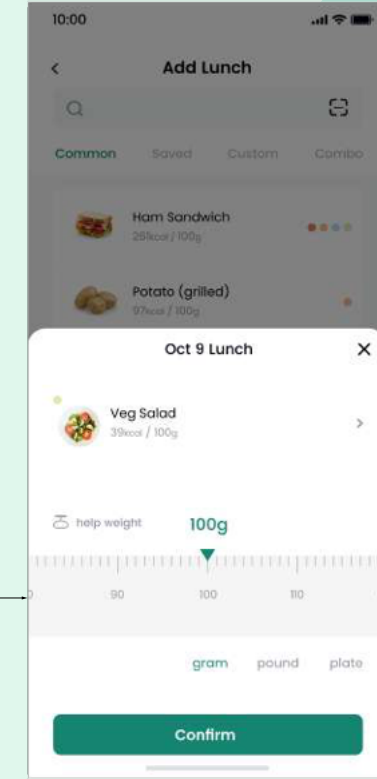 10:00
Add Lunch
Common Saved Custom Combo
Ham Sandwich
261kcal / 100g
Potato (grilled)
97kcal / 100g
Oct 9 Lunch
Veg Salad
39kcal / 100g
help weight 100g
90 100 110
gram pound plate
Confirm